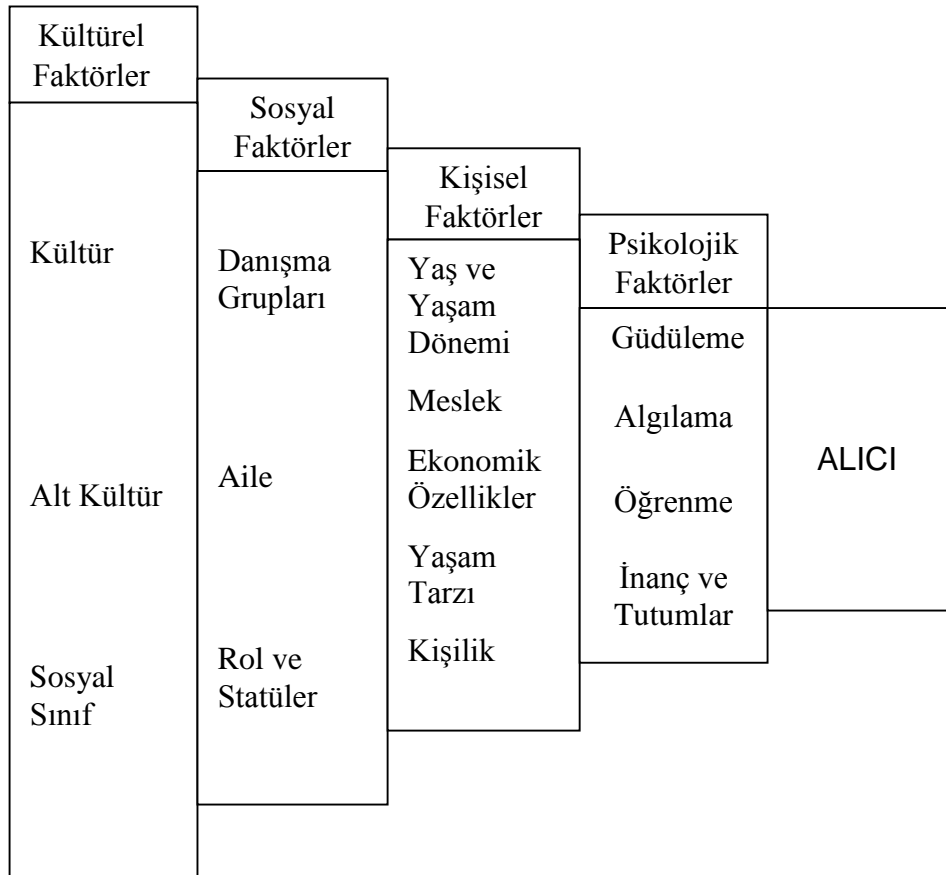 Kültürel
Faktörler
Kültür
Alt Kültür
Sosyal
Sınıf
Sosyal
Faktörler
Danışma
Grupları
Aile
Rol ve
Statüler
Kişisel
Faktörler
Yaş ve
Yaşam
Dönemi
Meslek
Ekonomik
Özellikler
Yaşam
Tarzı
Kişilik
Psikolojik
Faktörler
Güdüleme
Algılama
Öğrenme
İnanç ve
Tutumlar
ALICI